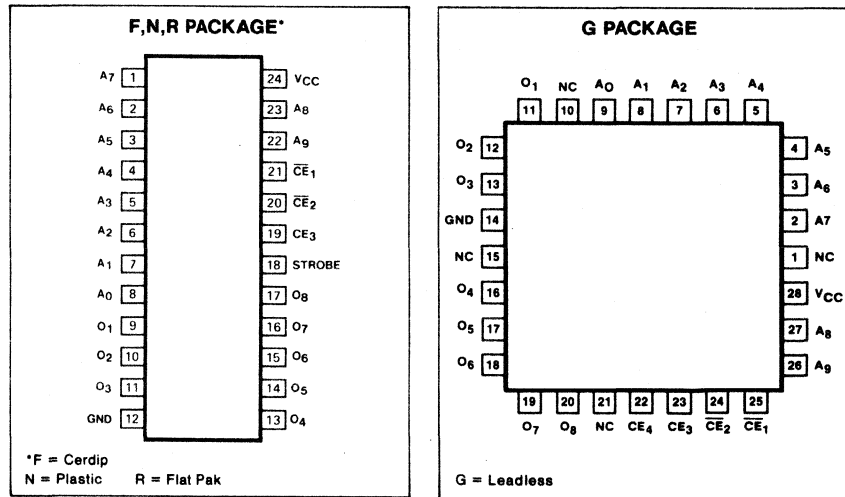 F,N,R PACKAGE*
A7 1 24 VCC
A6 2 23 A8
A5 3 22 A9
A4 4 21 C̅E̅1
A3 5 20 C̅E̅2
A2 6 19 CE3
A1 7 18 STROBE
A0 8 17 O8
O1 9 16 O7
O2 10 15 O6
O3 11 14 O5
GND 12 13 O4
*F = Cerdip
N = Plastic R = Flat Pak
G PACKAGE
O1 NC A0 A1 A2 A3 A4
11 10 9 8 7 6 5
O2 12 4 A5
O3 13 3 A6
GND 14 2 A7
NC 15 1 NC
O4 16 28 VCC
O5 17 27 A8
O6 18 26 A9
19 20 21 22 23 24 25
O7 O8 NC CE4 CE3 C̅E̅2 C̅E̅1
G = Leadless